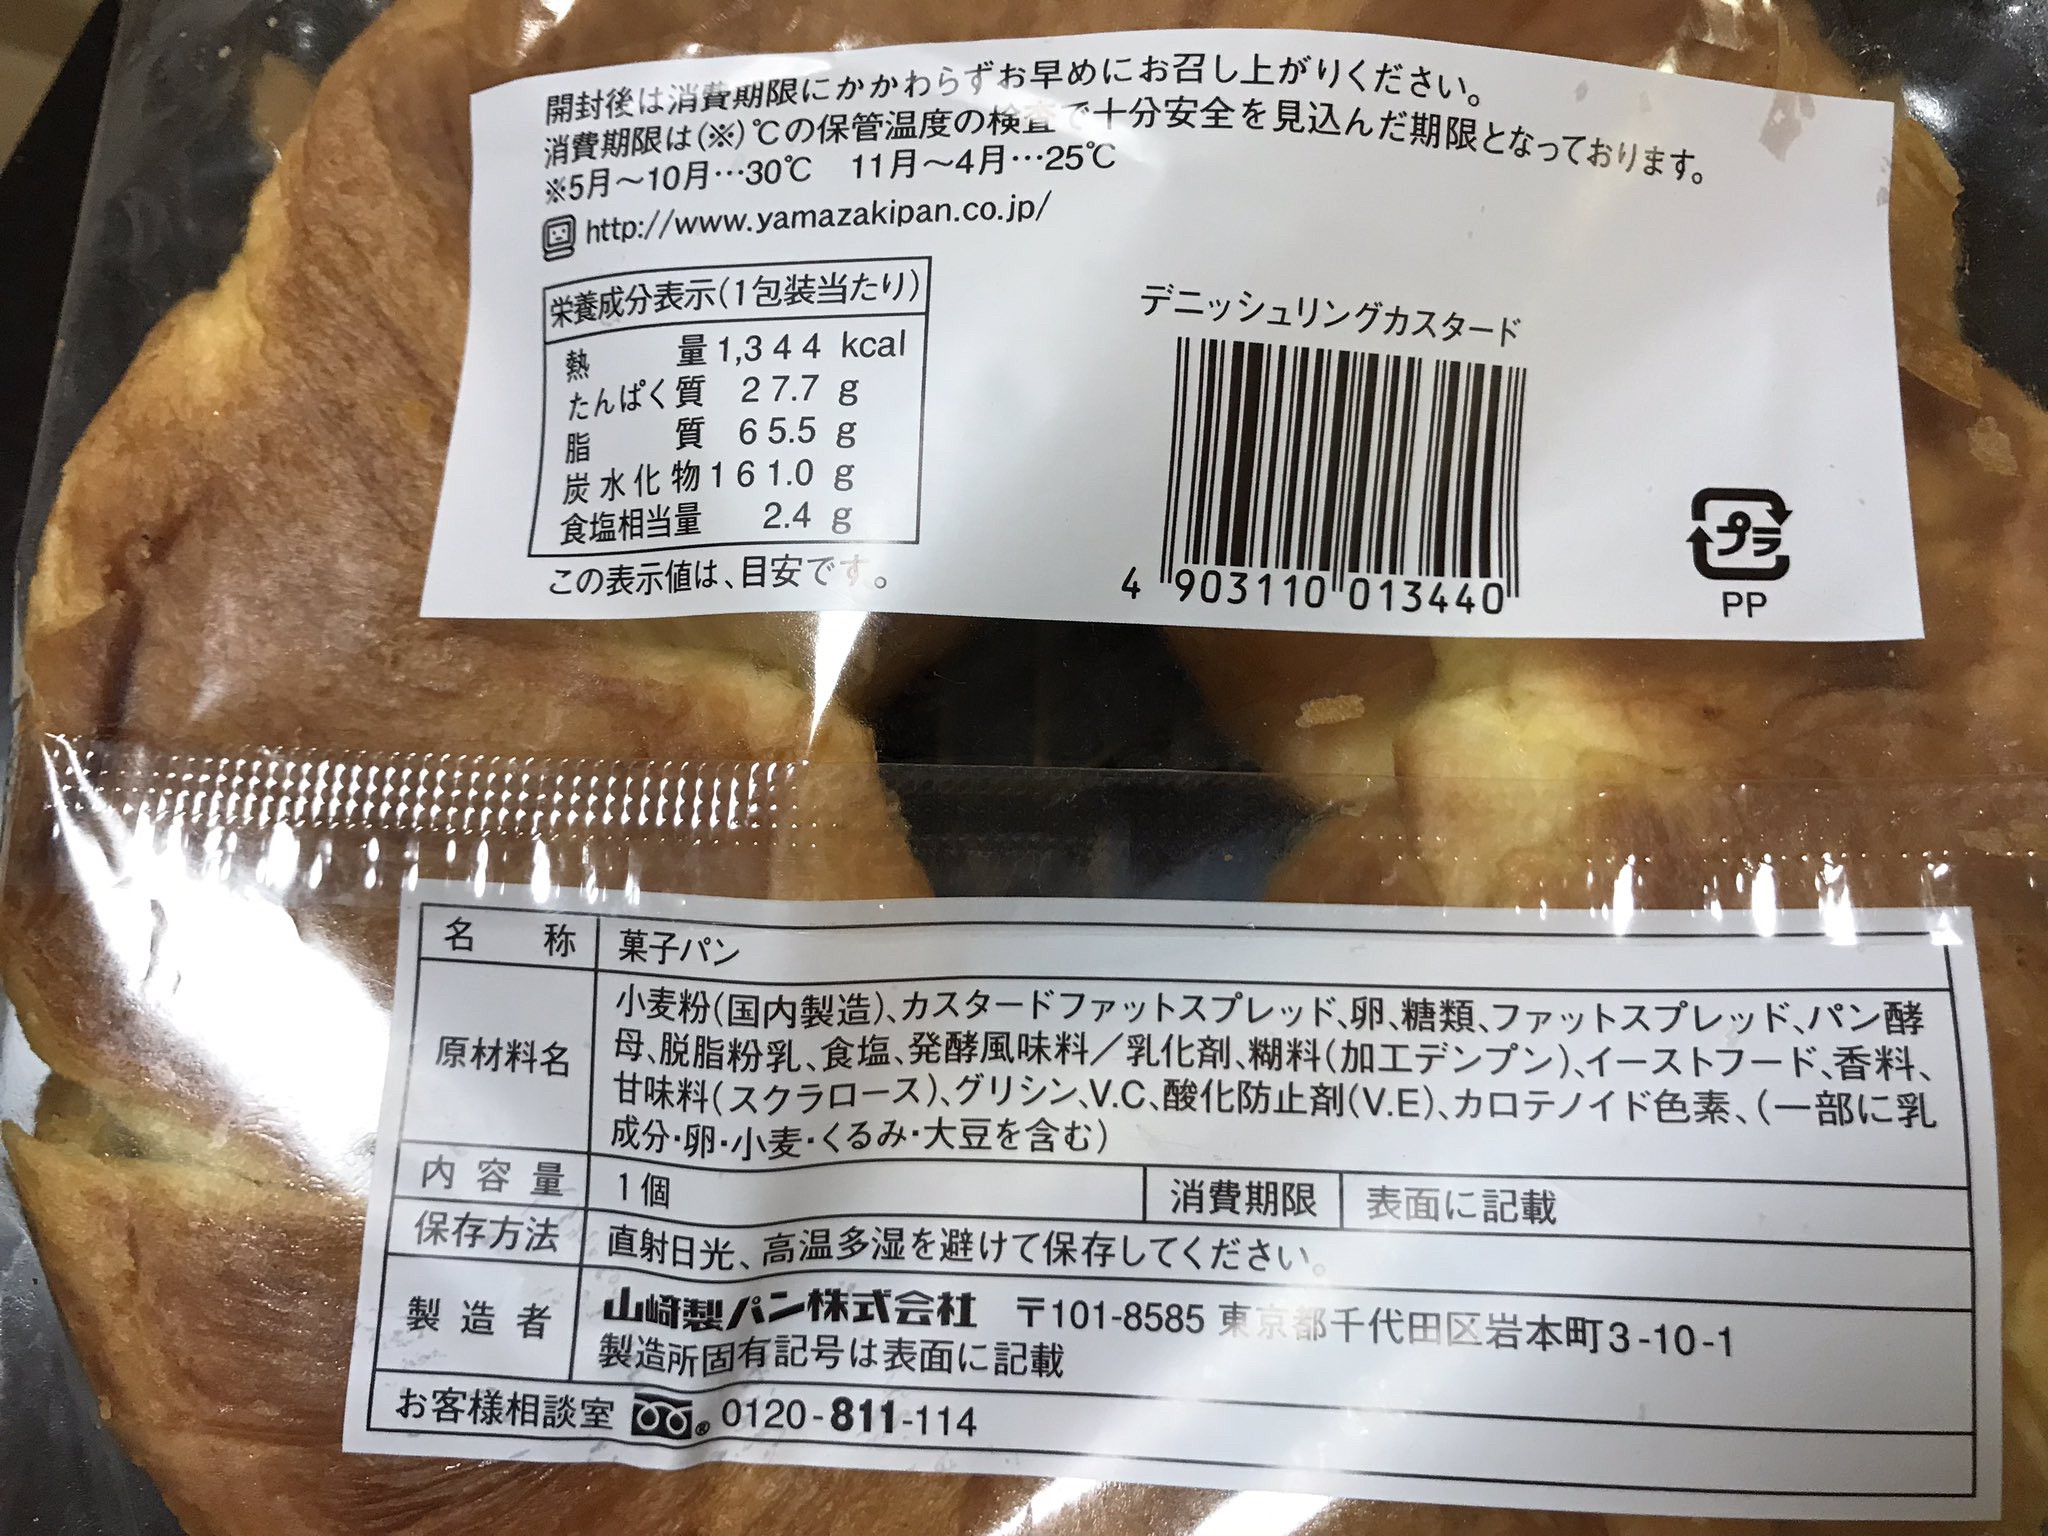 開封後は消費期限にかかわらずお早めにお召し上がりください。
消費期限は(※)℃の保管温度の検査で十分安全を見込んだ期限となっております。
※5月〜10月…30℃　11月〜4月…25℃
http://www.yamazakipan.co.jp/
栄養成分表示(1包装当たり)
熱量 1,344 kcal
たんぱく質 27.7 g
脂質 65.5 g
炭水化物 161.0 g
食塩相当量 2.4 g
この表示値は、目安です。
デニッシュリングカスタード
4 903110 013440
プラ
PP
名称 菓子パン
原材料名 小麦粉(国内製造)、カスタードファットスプレッド、卵、糖類、ファットスプレッド、パン酵
母、脱脂粉乳、食塩、発酵風味料／乳化剤、糊料(加工デンプン)、イーストフード、香料、
甘味料(スクラロース)、グリシン、V.C、酸化防止剤(V.E)、カロテノイド色素、(一部に乳
成分・卵・小麦・くるみ・大豆を含む)
内容量 1個 消費期限 表面に記載
保存方法 直射日光、高温多湿を避けて保存してください。
製造者 山崎製パン株式会社　〒101-8585 東京都千代田区岩本町3-10-1
製造所固有記号は表面に記載
お客様相談室 ® 0120-811-114